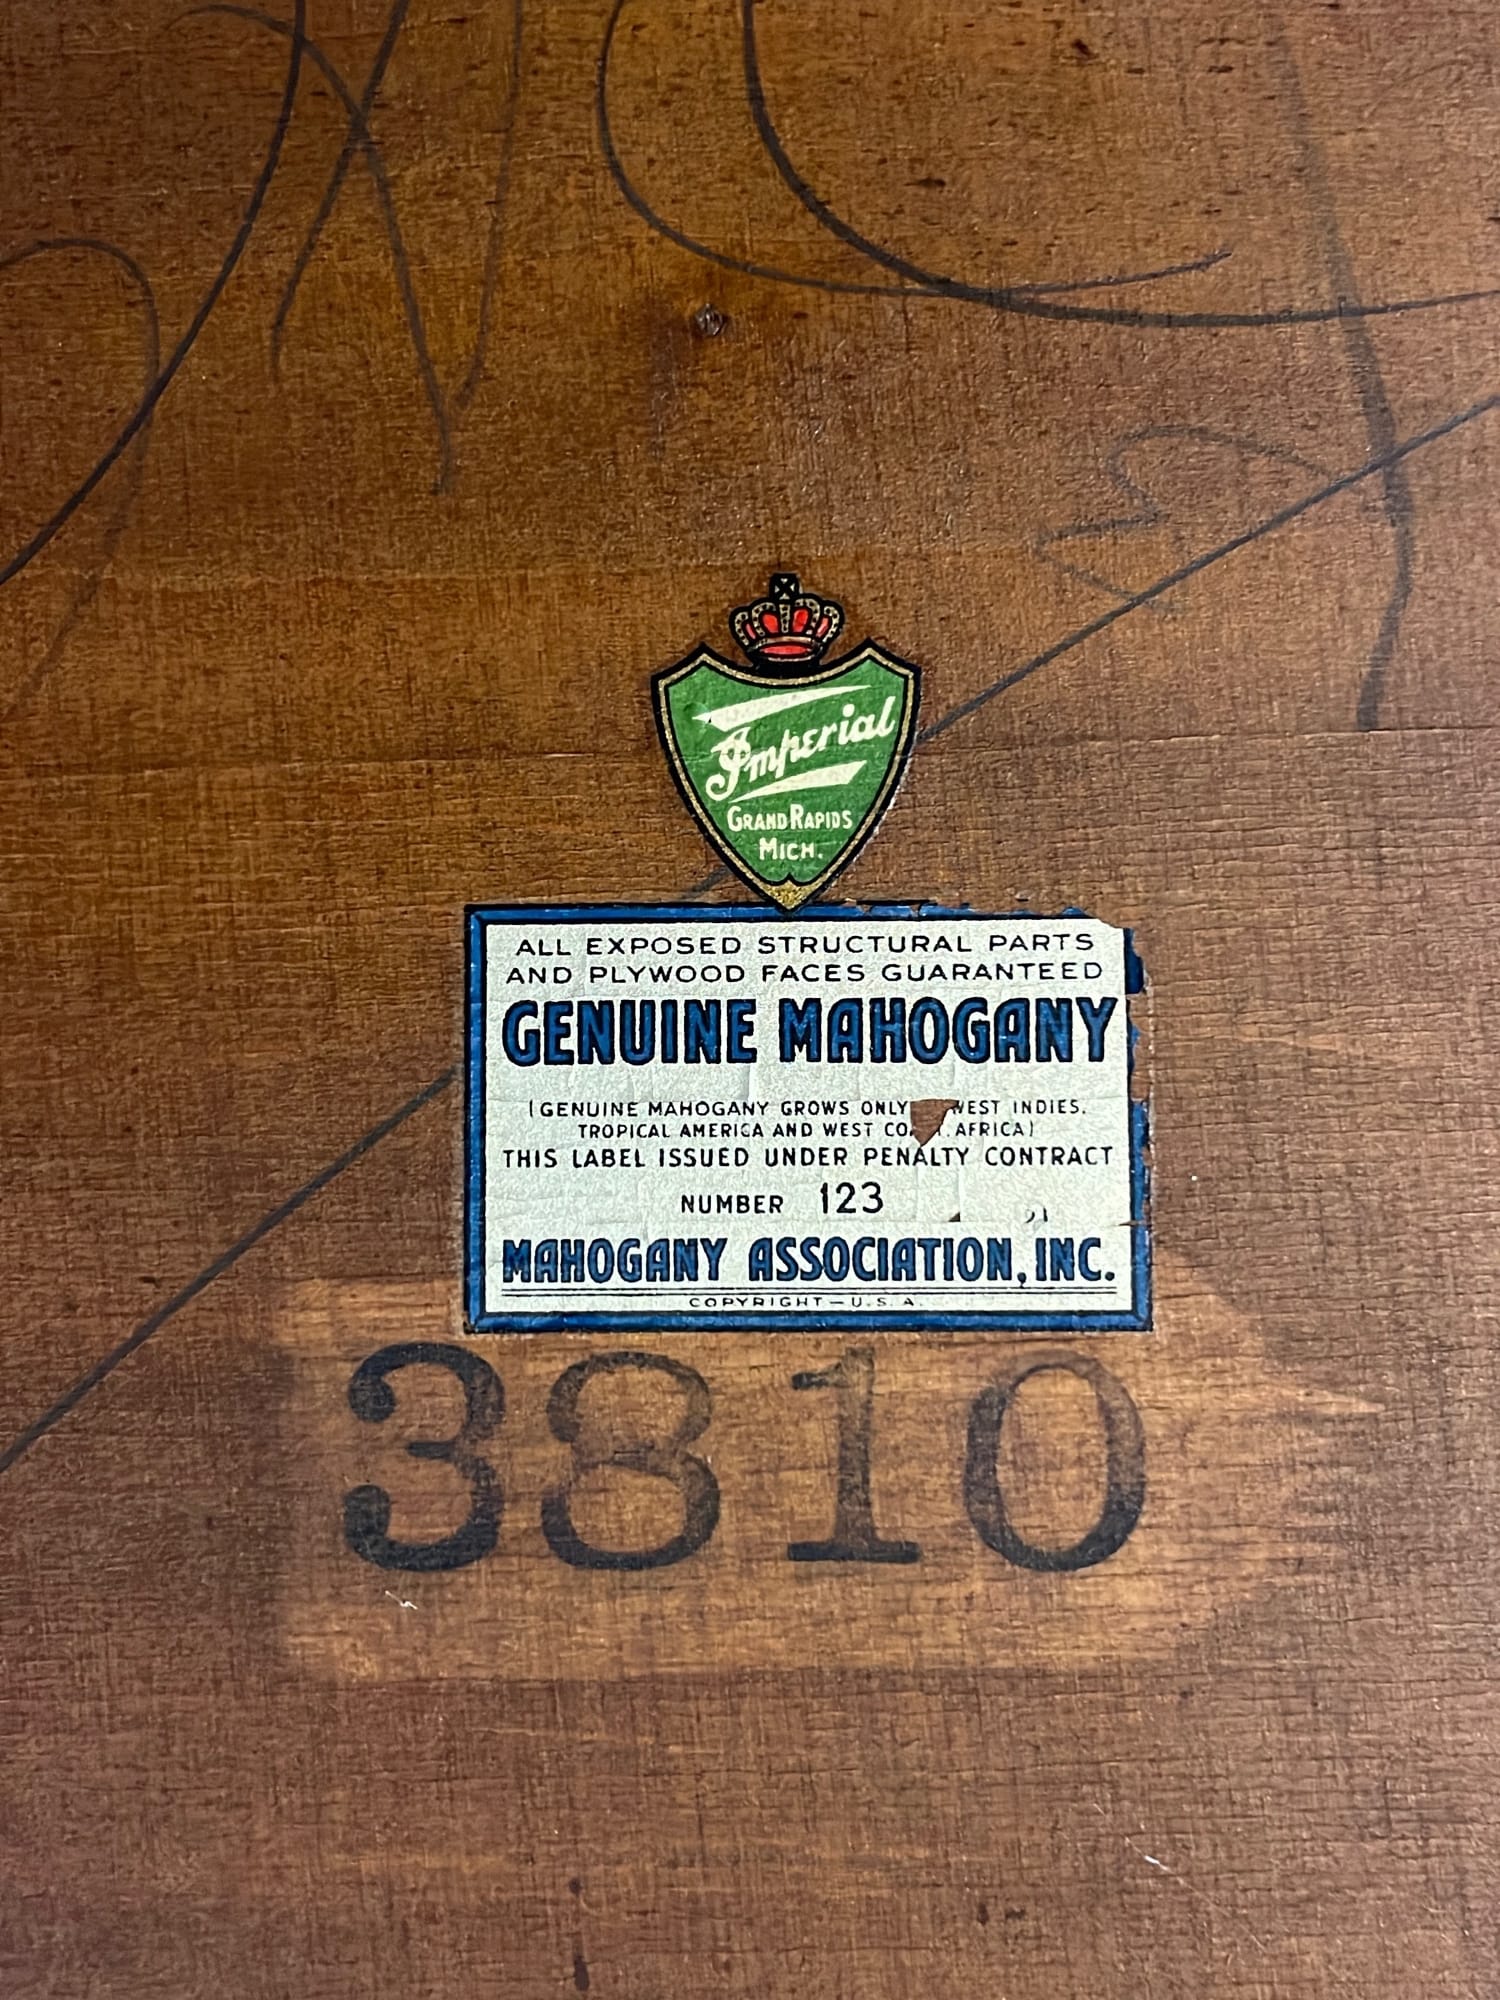 Imperial
GRAND RAPIDS
MICH.
ALL EXPOSED STRUCTURAL PARTS
AND PLYWOOD FACES GUARANTEED
GENUINE MAHOGANY
(GENUINE MAHOGANY GROWS ONLY WEST INDIES,
TROPICAL AMERICA AND WEST AFRICA)
THIS LABEL ISSUED UNDER PENALTY CONTRACT
NUMBER 123
MAHOGANY ASSOCIATION, INC.
COPYRIGHT — U.S.A.
3810